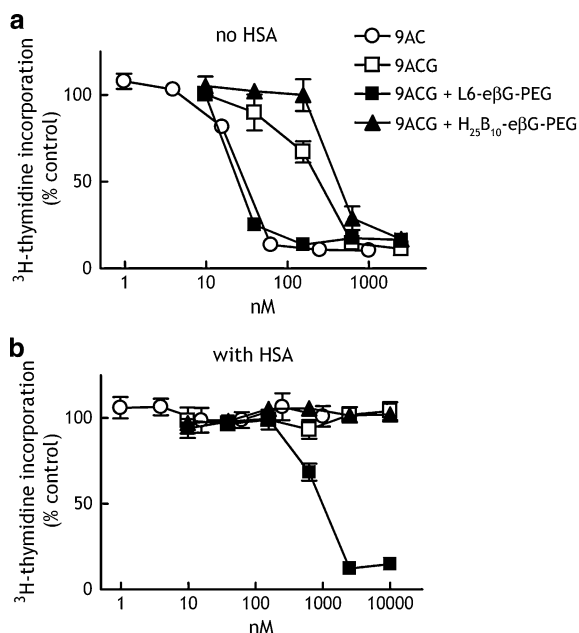 a
no HSA
9AC
9ACG
9ACG + L6-eβG-PEG
9ACG + H25B10-eβG-PEG
3H-thymidine incorporation
(% control)
100
50
0
1 10 100 1000
nM
b
with HSA
3H-thymidine incorporation
(% control)
100
50
0
1 10 100 1000 10000
nM